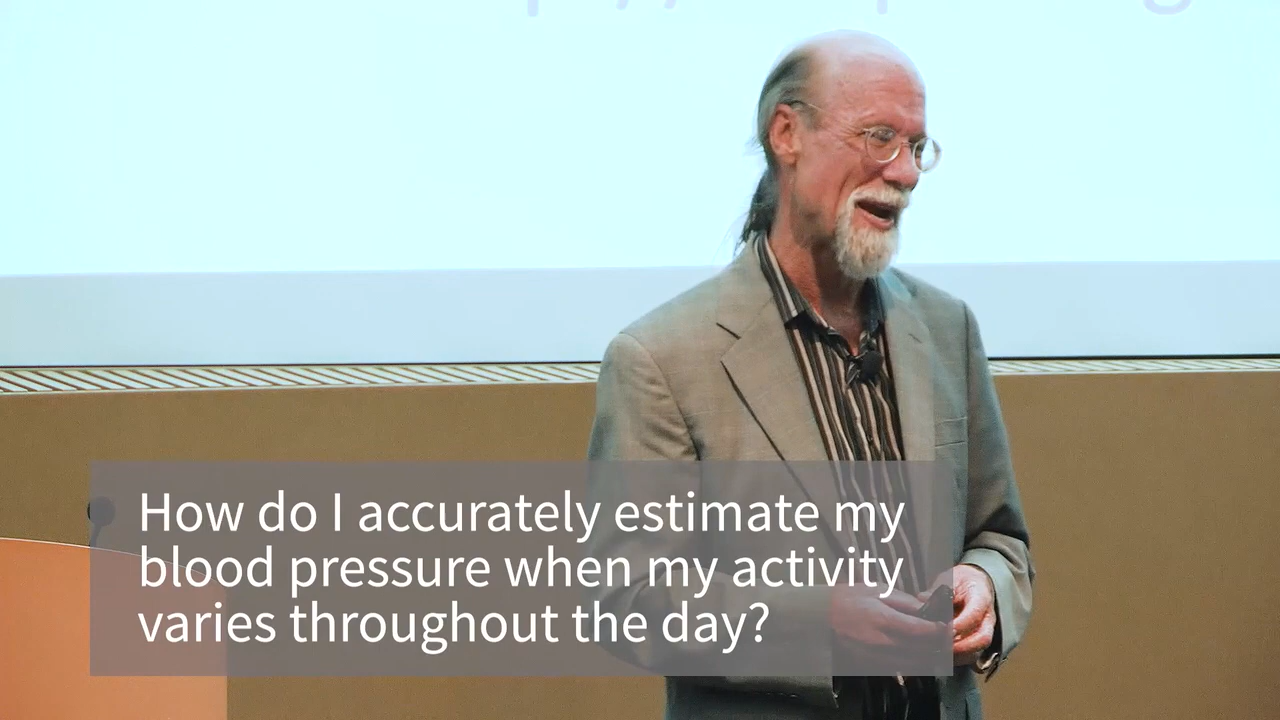 How do I accurately estimate my
blood pressure when my activity
varies throughout the day?